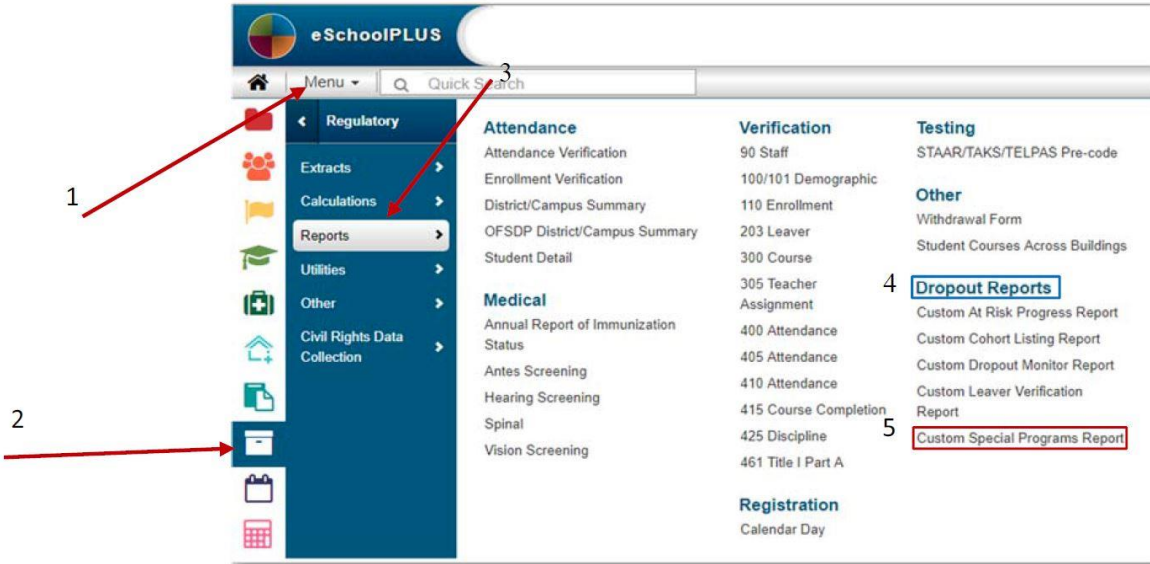 eSchoolPLUS
Menu
Quick Search
3
1
2
Regulatory
Extracts
Calculations
Reports
Utilities
Other
Civil Rights Data
Collection
Attendance
Attendance Verification
Enrollment Verification
District/Campus Summary
OFSDP District/Campus Summary
Student Detail
Medical
Annual Report of Immunization
Status
Antes Screening
Hearing Screening
Spinal
Vision Screening
Verification
90 Staff
100/101 Demographic
110 Enrollment
203 Leaver
300 Course
305 Teacher
Assignment
400 Attendance
405 Attendance
410 Attendance
415 Course Completion
425 Discipline
461 Title I Part A
Registration
Calendar Day
Testing
STAAR/TAKS/TELPAS Pre-code
Other
Withdrawal Form
Student Courses Across Buildings
4 Dropout Reports
Custom At Risk Progress Report
Custom Cohort Listing Report
Custom Dropout Monitor Report
Custom Leaver Verification
Report
5 Custom Special Programs Report